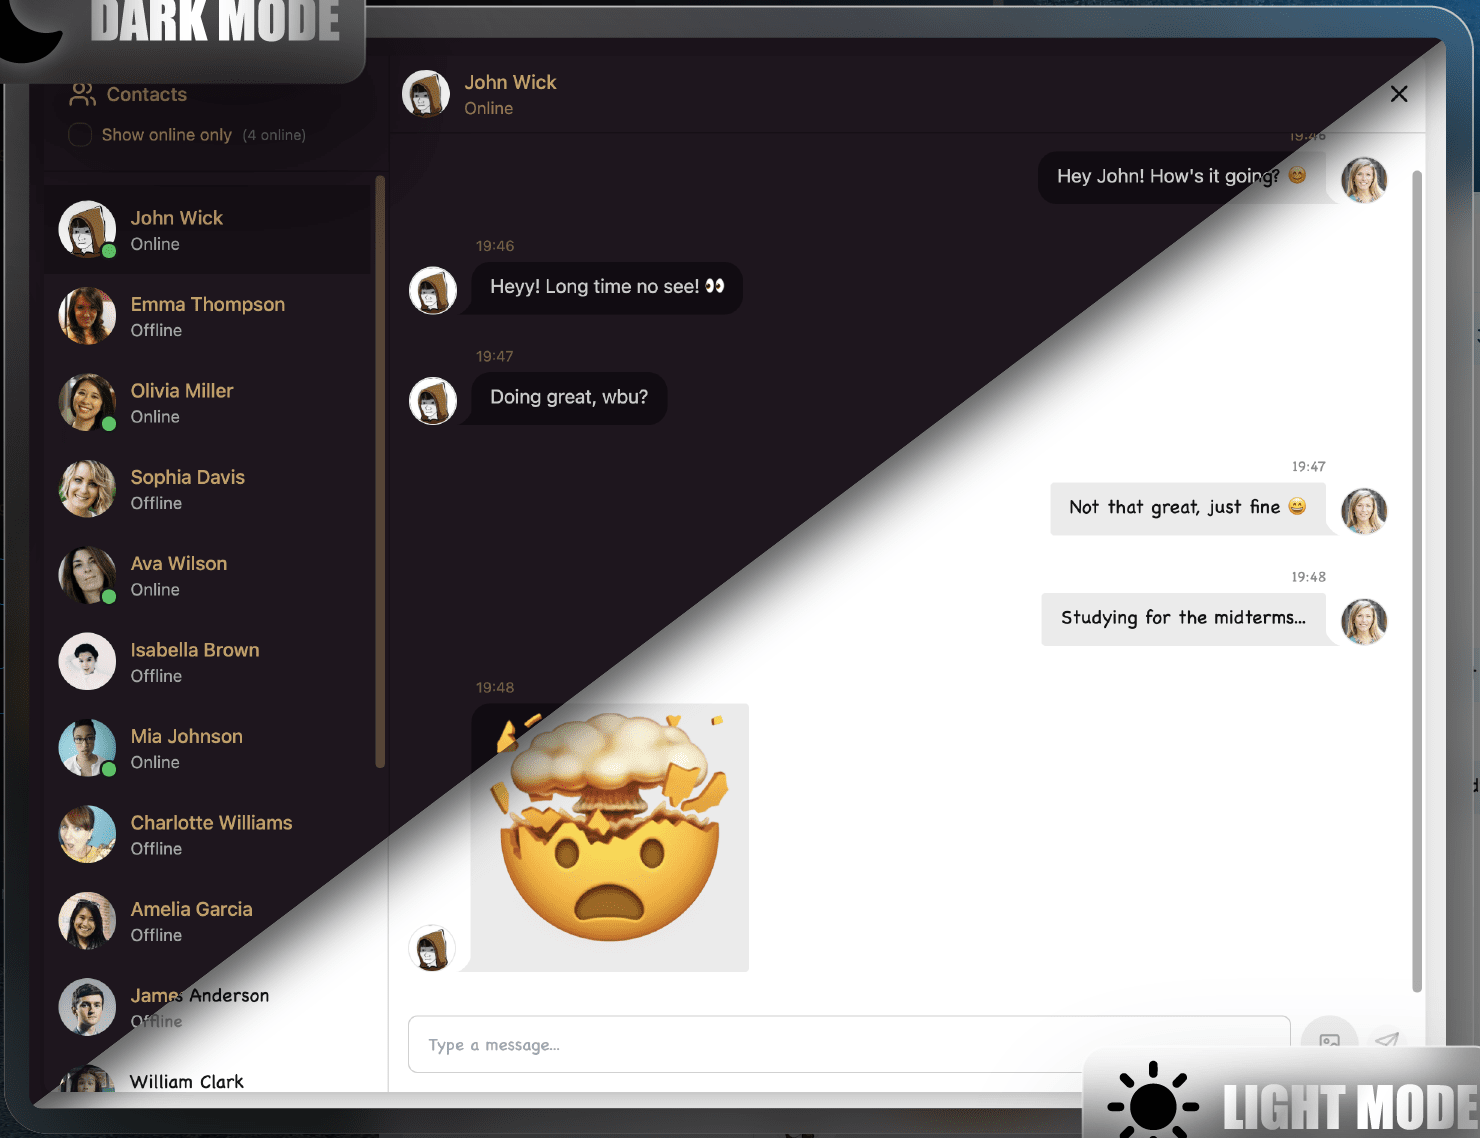 DARK MODE
Contacts
Show online only (4 online)
John Wick
Online
Emma Thompson
Offline
Olivia Miller
Online
Sophia Davis
Offline
Ava Wilson
Online
Isabella Brown
Offline
Mia Johnson
Online
Charlotte Williams
Offline
Amelia Garcia
Offline
James Anderson
Offline
William Clark
John Wick
Online
19:46
Hey John! How's it going? 😊
19:46
Heyy! Long time no see! 👀
19:47
Doing great, wbu?
19:47
Not that great, just fine 😄
19:48
Studying for the midterms...
19:48
Type a message...
LIGHT MODE